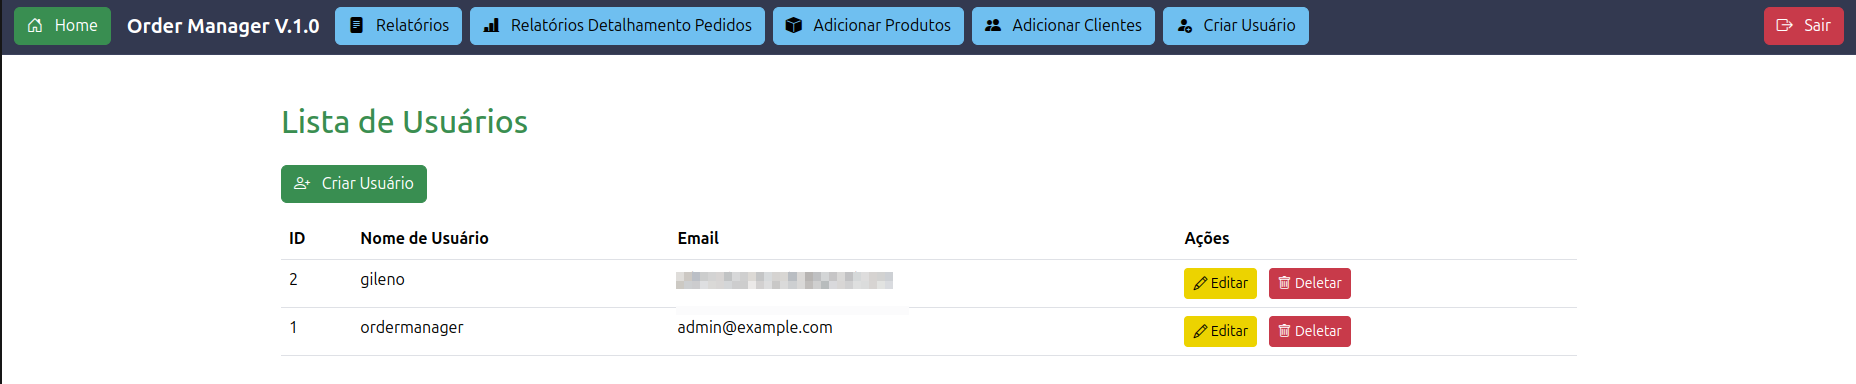 Home Order Manager V.1.0 Relatórios Relatórios Detalhamento Pedidos Adicionar Produtos Adicionar Clientes Criar Usuário Sair
Lista de Usuários
Criar Usuário
ID Nome de Usuário Email Ações
2 gileno Editar Deletar
1 ordermanager admin@example.com Editar Deletar